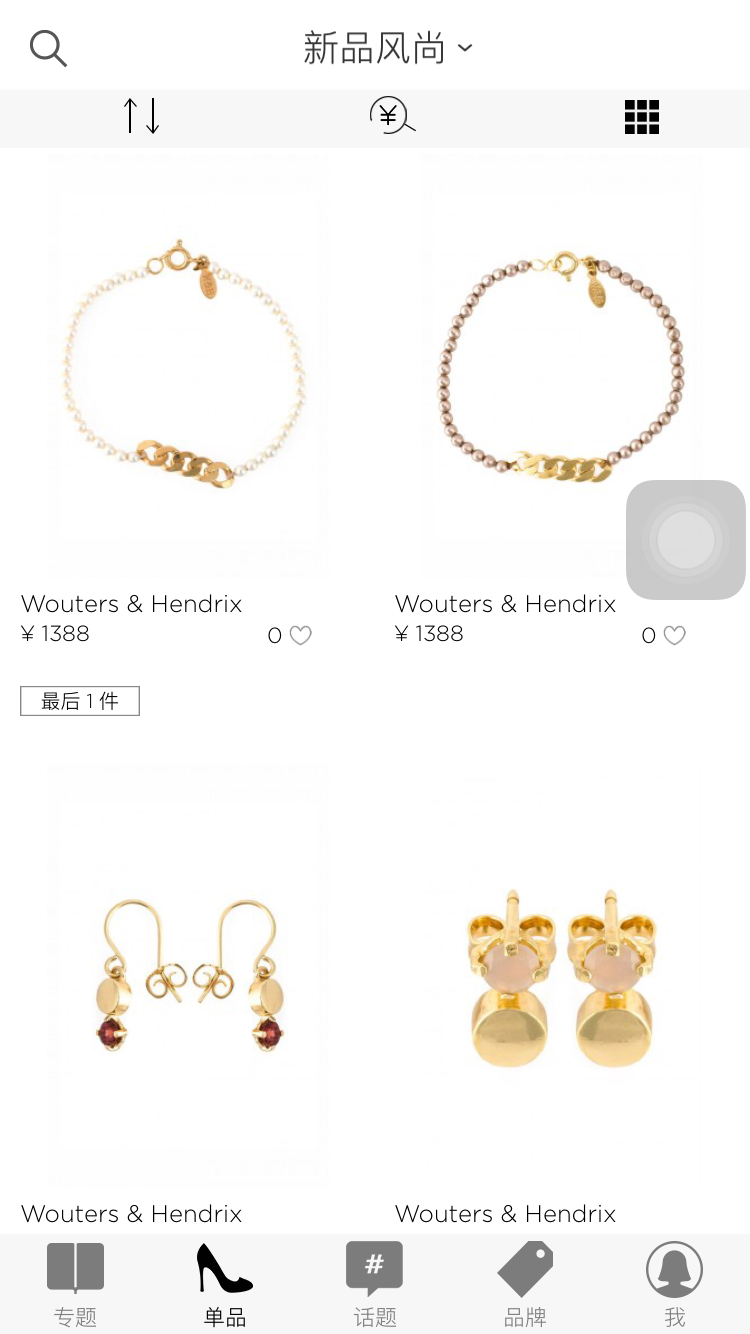 新品风尚
¥
Wouters & Hendrix
¥ 1388
0
Wouters & Hendrix
¥ 1388
0
最后 1 件
Wouters & Hendrix
Wouters & Hendrix
#
专题
单品
话题
品牌
我